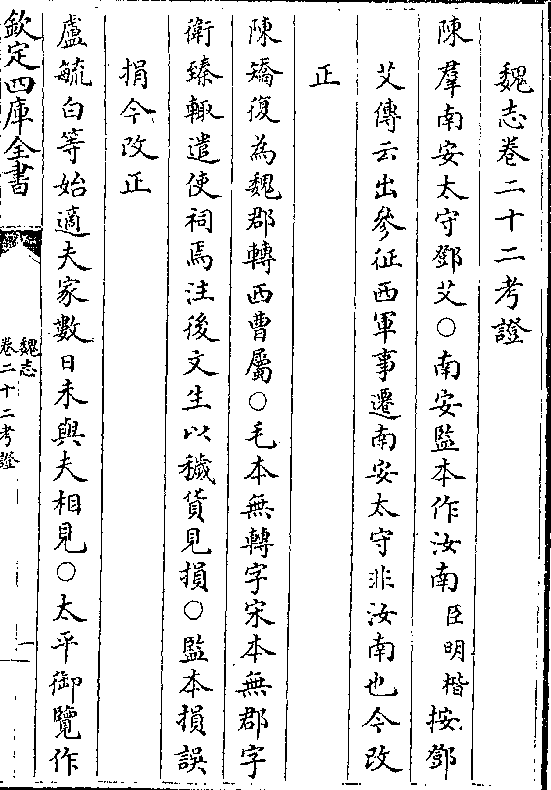 魏志卷二十二考證
陳羣南安太守鄧艾○南安監本作汝南臣明楷按鄧
艾傳云出參征西軍事遷南安太守非汝南也今改
正
陳矯復為魏郡轉西曹屬○毛本無轉字宋本無郡字
衛臻輒遣使祠焉注後文生以穢貨見損○監本損誤
捐今改正
盧毓白等始適夫家數日未與夫相見○太平御覽作
欽定四庫全書
魏志
卷二十二考證
一